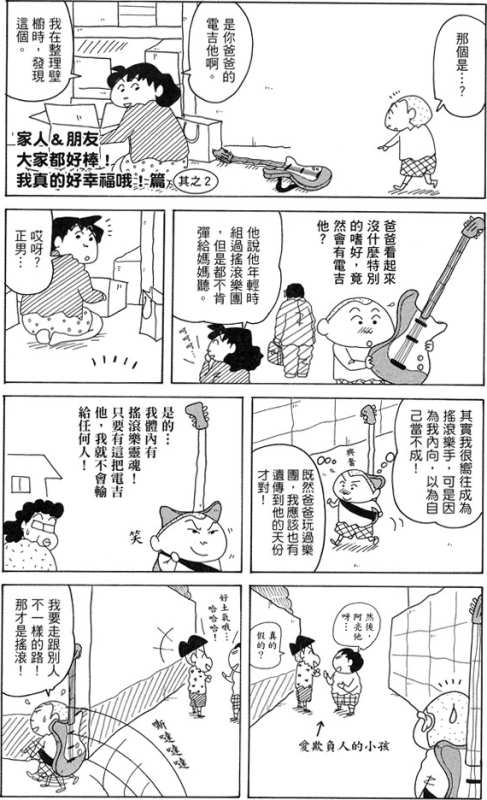 那個是⋯?
是你爸爸的
電吉他啊。
我在整理壁
櫥時，發現
這個。
家人＆朋友
大家都好棒！
我真的好幸福哦！篇
其之2
爸爸看起來
沒什麼特別
的嗜好，竟
然會有電吉
他？
他說他年輕時
組過搖滾樂團
，但是都不肯
彈給媽媽聽。
呵呵呵
哎呀？
正男⋯
其實我很嚮往成為
搖滾樂手，可是因
為我內向，以為自
己當不成！
興奮
既然爸爸玩過樂
團，我應該也有
遺傳到他的天份
才對！
是的⋯
我體內有
搖滾樂靈魂！
只要有這把電吉
他，我就不會輸
給任何人！
笑
然後，
阿亮他
呀⋯
真的
假的？
愛欺負人的小孩
好土氣哦⋯
哈哈哈！
我要走跟別人
不一樣的路！
那才是搖滾！
嘶
噠
噠
噠